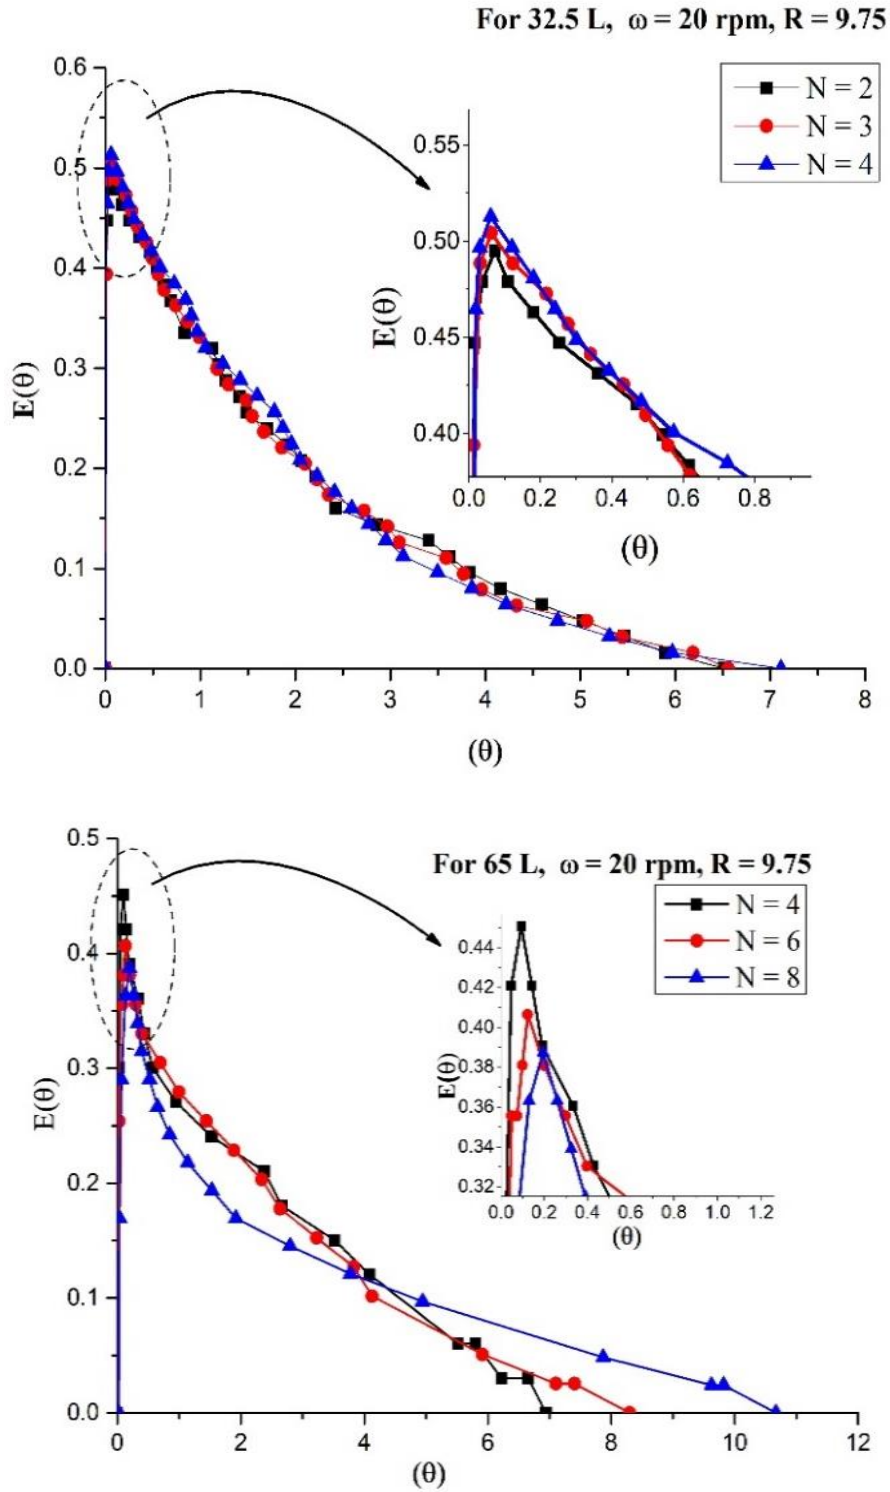 For 32.5 L, ω = 20 rpm, R = 9.75
N = 2
N = 3
N = 4
E(θ)
0.6
0.5
0.4
0.3
0.2
0.1
0.0
0 1 2 3 4 5 6 7 8
(θ)
E(θ)
0.55
0.50
0.45
0.40
0.0 0.2 0.4 0.6 0.8
(θ)
For 65 L, ω = 20 rpm, R = 9.75
N = 4
N = 6
N = 8
E(θ)
0.5
0.4
0.3
0.2
0.1
0.0
0 2 4 6 8 10 12
(θ)
E(θ)
0.44
0.42
0.40
0.38
0.36
0.34
0.32
0.0 0.2 0.4 0.6 0.8 1.0 1.2
(θ)